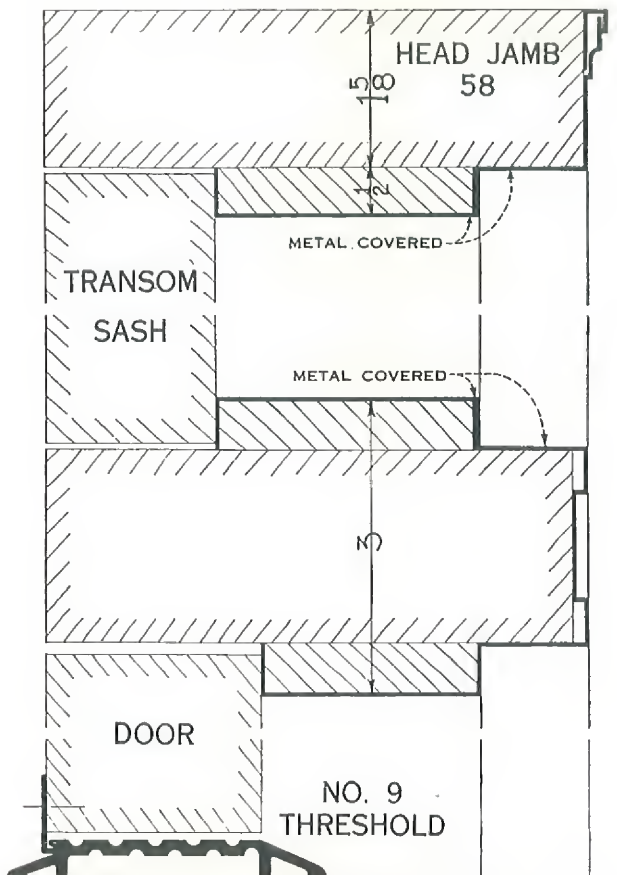 HEAD JAMB
58
1 5/8
1/2
METAL COVERED
TRANSOM
SASH
METAL COVERED
3
DOOR
NO. 9
THRESHOLD